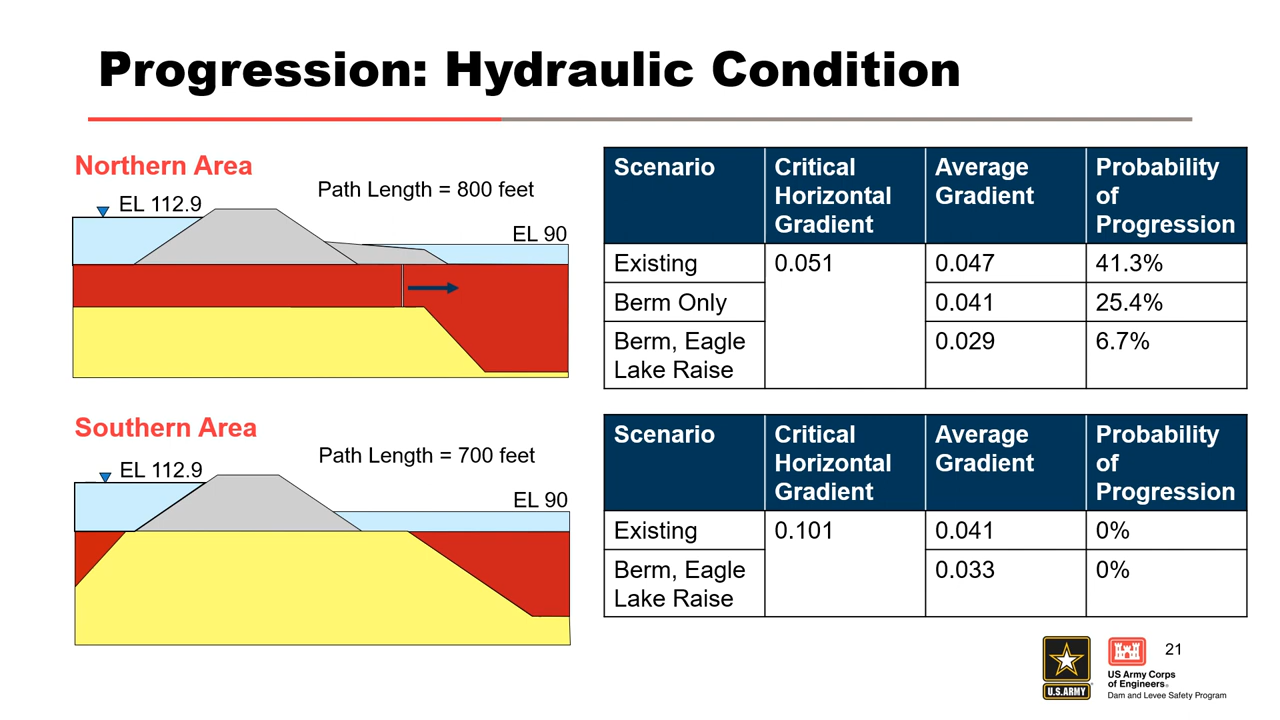 Progression: Hydraulic Condition
Northern Area
Path Length = 800 feet
EL 112.9
EL 90
Scenario
Critical
Horizontal
Gradient
Average
Gradient
Probability
of
Progression
Existing
0.051
0.047
41.3%
Berm Only
0.041
25.4%
Berm, Eagle
Lake Raise
0.029
6.7%
Southern Area
Path Length = 700 feet
EL 112.9
EL 90
Scenario
Critical
Horizontal
Gradient
Average
Gradient
Probability
of
Progression
Existing
0.101
0.041
0%
Berm, Eagle
Lake Raise
0.033
0%
U.S.ARMY
US Army Corps
of Engineers®
Dam and Levee Safety Program
21